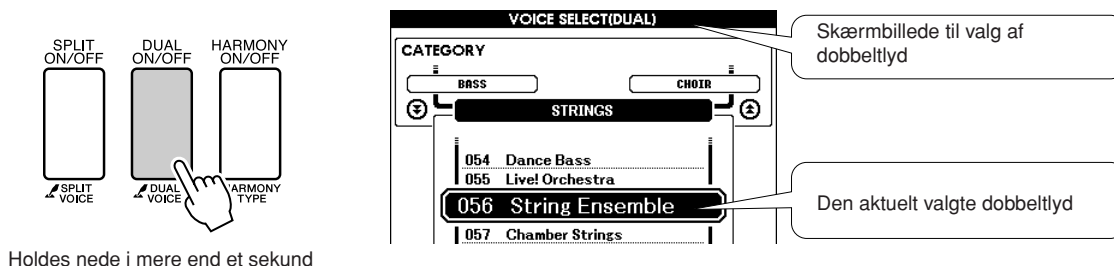 SPLIT
ON/OFF
DUAL
ON/OFF
HARMONY
ON/OFF
SPLIT
VOICE
DUAL
VOICE
ARMONY
TYPE
Holdes nede i mere end et sekund
VOICE SELECT(DUAL)
CATEGORY
BASS
CHOIR
STRINGS
054 Dance Bass
055 Live! Orchestra
056 String Ensemble
057 Chamber Strings
Skærmbillede til valg af
dobbeltlyd
Den aktuelt valgte dobbeltlyd